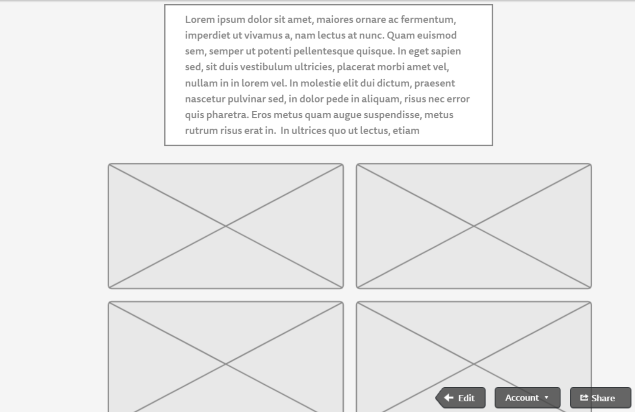 Lorem ipsum dolor sit amet, maiores ornare ac fermentum,
imperdiet ut vivamus a, nam lectus at nunc. Quam euismod
sem, semper ut potenti pellentesque quisque. In eget sapien
sed, sit duis vestibulum ultricies, placerat morbi amet vel,
nullam in in lorem vel. In molestie elit dui dictum, praesent
nascetur pulvinar sed, in dolor pede in aliquam, risus nec error
quis pharetra. Eros metus quam augue suspendisse, metus
rutrum risus erat in.  In ultrices quo ut lectus, etiam
Edit
Account
Share